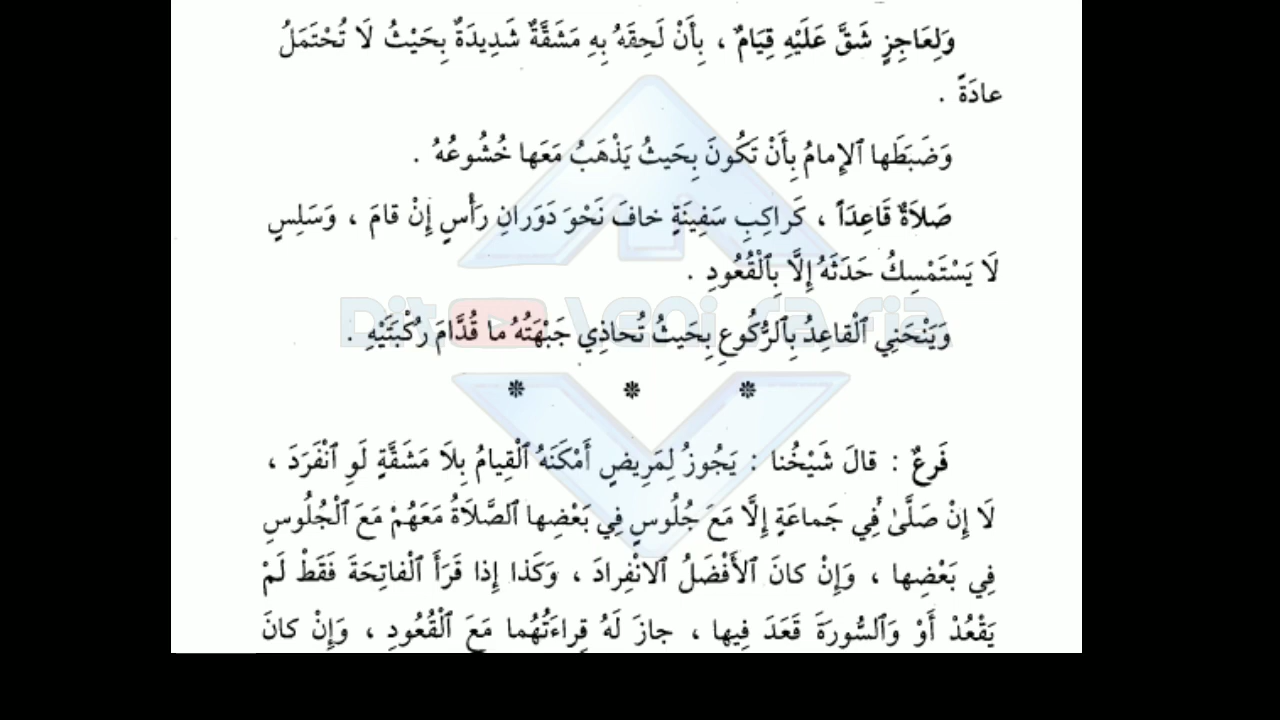 وَلِعَاجِزٍ شَقَّ عَلَيْهِ قِيَامٌ ، بِأَنْ لَحِقَهُ بِهِ مَشَقَّةٌ شَدِيدَةٌ بِحَيْثُ لَا تُحْتَمَلُ
عادَةً .
وَضَبَطَها ٱلإِمامُ بِأَنْ تَكُونَ بِحَيثُ يَذْهَبُ مَعَها خُشُوعُهُ .
صَلاَةٌ قَاعِدَاً ، كَراكِبِ سَفِينَةٍ خافَ نَحْوَ دَوَرانِ رَأْسٍ إِنْ قامَ ، وَسَلِسٍ
لَا يَسْتَمْسِكُ حَدَثَهُ إِلَّا بِٱلْقُعُودِ .
وَيَنْحَنِي ٱلْقاعِدُ بِٱلرُّكُوعِ بِحَيثُ تُحاذِي جَبْهَتُهُ ما قُدَّامَ رُكْبَتَيْهِ .
❊ ❊ ❊
فَرعٌ : قالَ شَيْخُنا : يَجُوزُ لِمَرِيضٍ أَمْكَنَهُ ٱلْقِيامُ بِلاَ مَشَقَّةٍ لَوِ ٱنْفَرَدَ ،
لَا إِنْ صَلَّىٰ فِي جَماعَةٍ إِلَّا مَعَ جُلُوسٍ فِي بَعْضِها ٱلصَّلاَةُ مَعَهُمْ مَعَ ٱلْجُلُوسِ
فِي بَعْضِها ، وَإِنْ كانَ ٱلأَفْضَلُ ٱلانْفِرادَ ، وَكَذا إِذا قَرَأَ ٱلْفاتِحَةَ فَقَطْ لَمْ
يَقْعُدْ أَوْ وَٱلسُّورَةَ قَعَدَ فِيها ، جازَ لَهُ قِراءَتُهُما مَعَ ٱلْقُعُودِ ، وَإِنْ كانَ